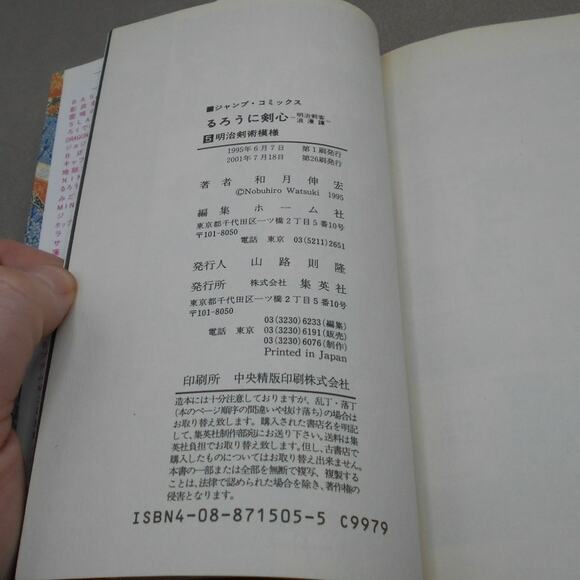 ■ジャンプ・コミックス
るろうに剣心 ―明治剣客浪漫譚―
5 明治剣術模様
1995年6月7日 第1刷発行
2001年7月18日 第26刷発行
著者 和月伸宏
©Nobuhiro Watsuki 1995
編集 ホーム社
東京都千代田区一ツ橋2丁目5番10号
〒101-8050
電話 東京 03(5211)2651
発行人 山路則隆
発行所 株式会社 集英社
東京都千代田区一ツ橋2丁目5番10号
〒101-8050
03(3230)6233(編集)
電話 東京 03(3230)6191(販売)
03(3230)6076(制作)
Printed in Japan
印刷所 中央精版印刷株式会社
造本には十分注意しておりますが、乱丁・落丁
(本のページ順序の間違いや抜け落ち)の場合は
お取り替え致します。購入された書店名を明記
して、集英社制作部宛にお送り下さい。送料は集
英社負担でお取り替え致します。但し、古書店で
購入したものについてはお取り替え出来ません。
本書の一部または全部を無断で複写、複製する
ことは、法律で認められた場合を除き、著作権の
侵害となります。
ISBN4-08-871505-5 C9979